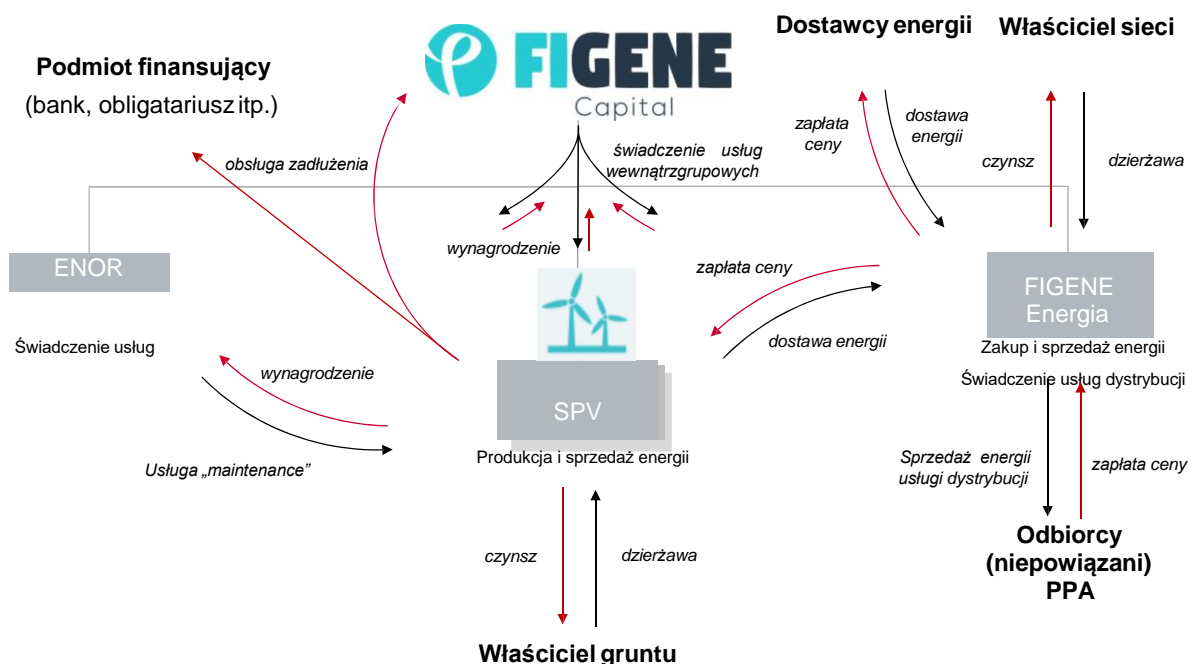 Dostawcy energii
Właściciel sieci
Podmiot finansujący
(bank, obligatariusz itp.)
FIGENE
Capital
obsługa zadłużenia
świadczenie usług
wewnątrzgrupowych
zapłata
ceny
dostawa
energii
czynsz
dzierżawa
wynagrodzenie
ENOR
Świadczenie usług
zapłata ceny
dostawa energii
FIGENE
Energia
Zakup i sprzedaż energii
Świadczenie usług dystrybucji
wynagrodzenie
Usługa „maintenance”
SPV
Produkcja i sprzedaż energii
Sprzedaż energii
usługi dystrybucji
zapłata ceny
Odbiorcy
(niepowiązani)
PPA
czynsz
dzierżawa
Właściciel gruntu